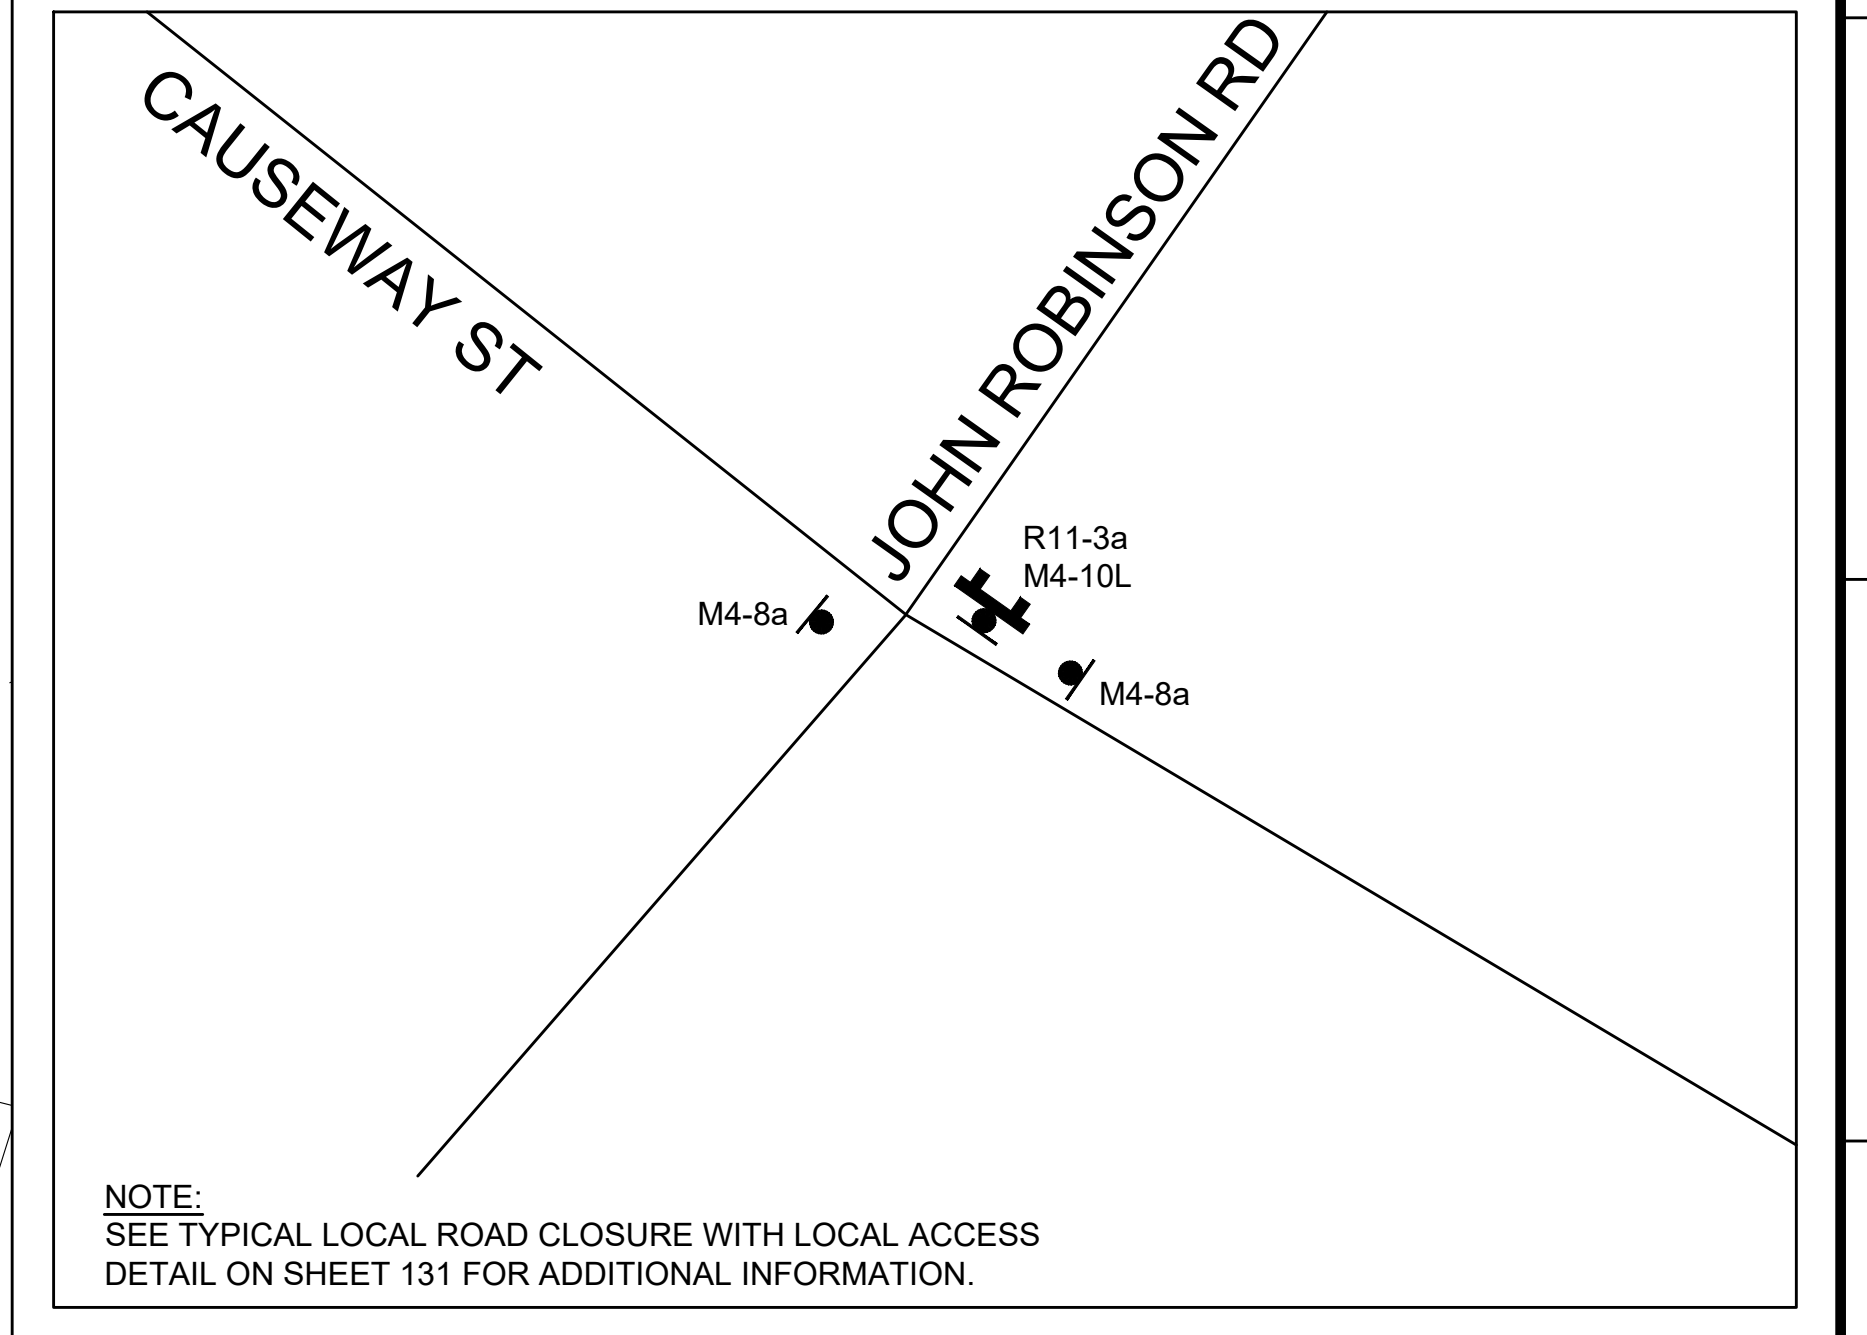 CAUSEWAY ST
JOHN ROBINSON RD
R11-3a
M4-10L
M4-8a
M4-8a
NOTE:
SEE TYPICAL LOCAL ROAD CLOSURE WITH LOCAL ACCESS
DETAIL ON SHEET 131 FOR ADDITIONAL INFORMATION.